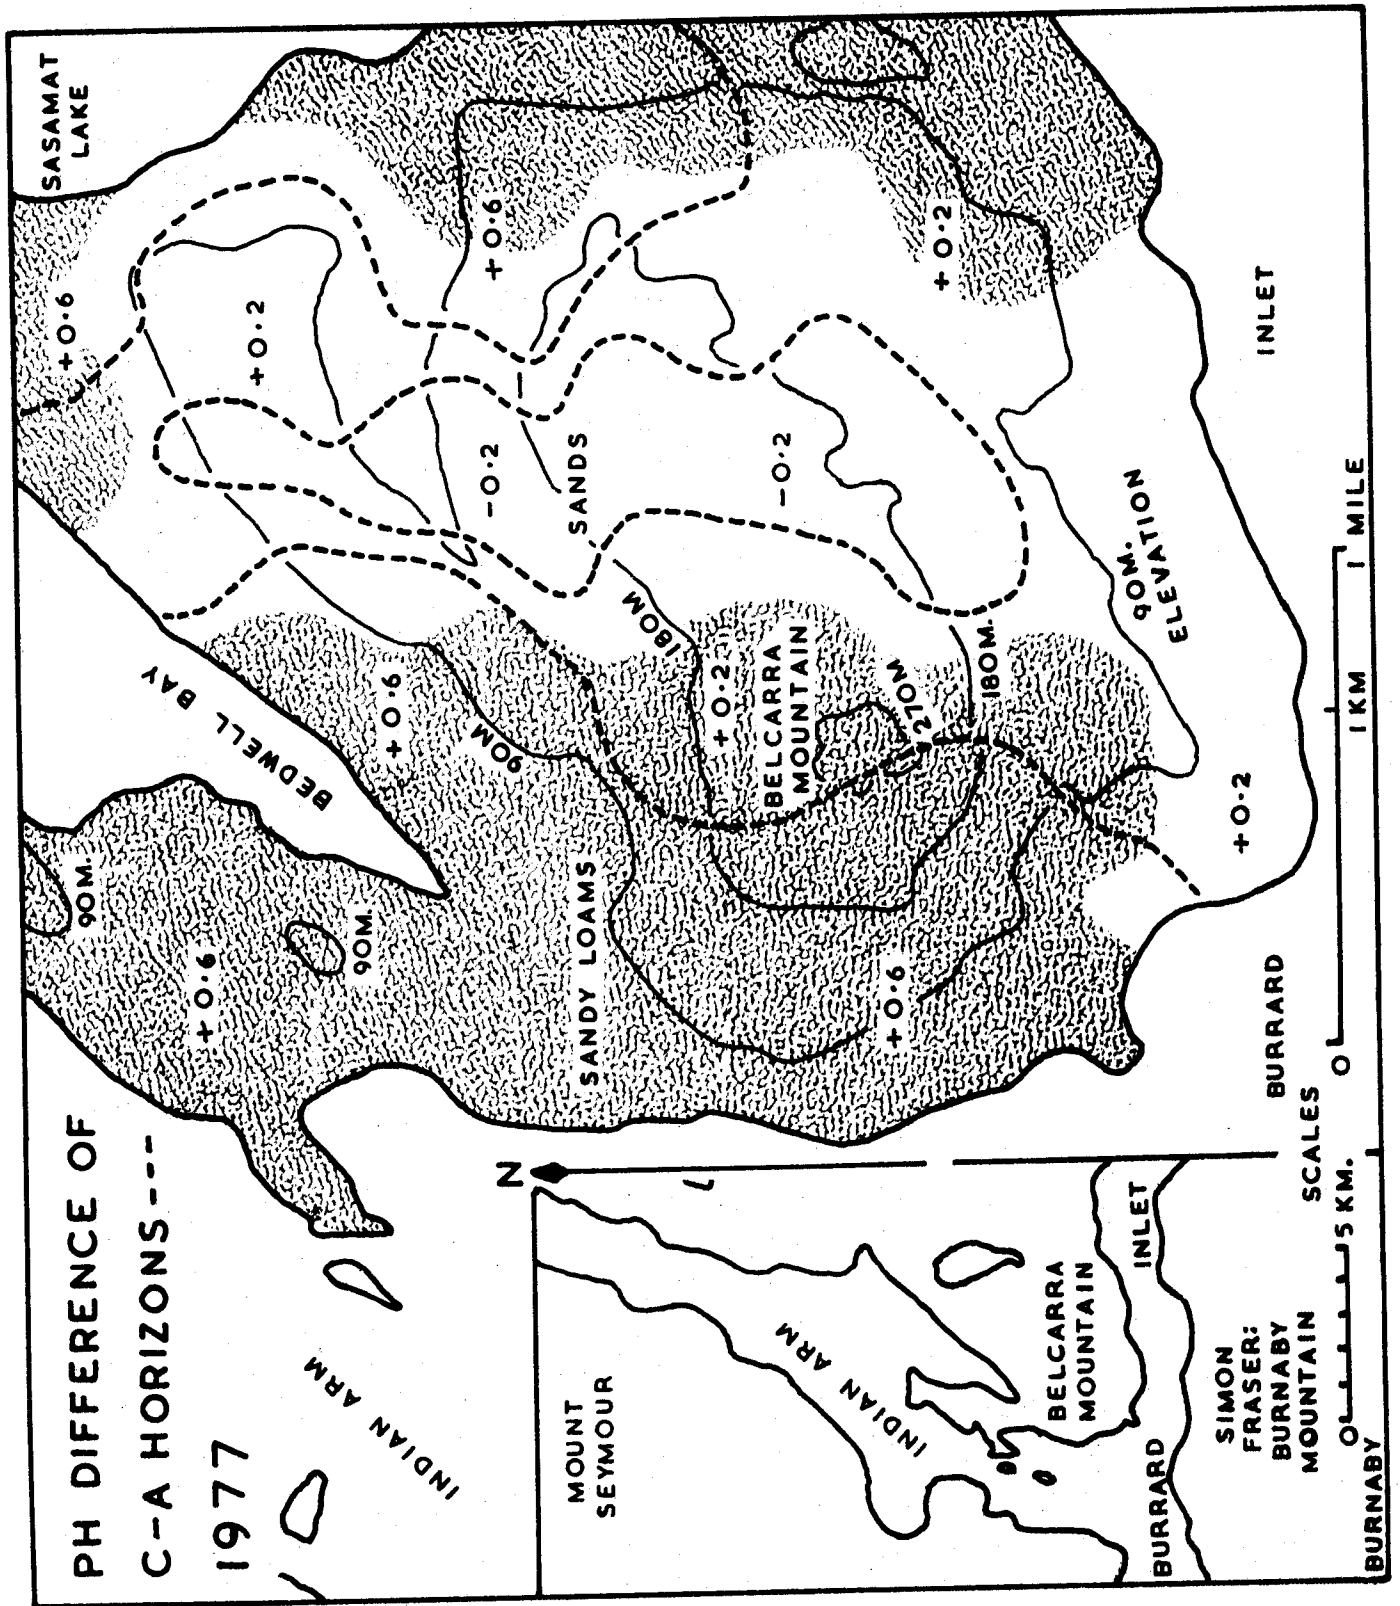 PH DIFFERENCE OF
C-A HORIZONS---
1977
SASAMAT
LAKE
INDIAN ARM
BEDWELL BAY
90M.
90M.
+0.6
+0.6
+0.2
+0.6
90M
+0.6
-0.2
SANDS
SANDY LOAMS
180M
+0.2
BELCARRA
MOUNTAIN
-0.2
270M
+0.6
180M.
+0.2
90M.
ELEVATION
+0.2
BURRARD
INLET
N
MOUNT
SEYMOUR
INDIAN ARM
BELCARRA
MOUNTAIN
BURRARD
INLET
SIMON
FRASER:
BURNABY
MOUNTAIN
BURNABY
SCALES
0 5 KM.
0 1 KM 1 MILE